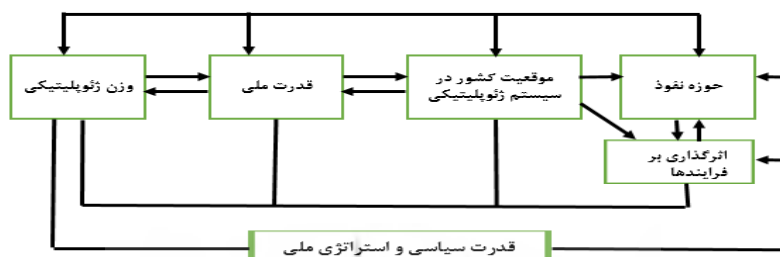 وزن ژئوپلیتیکی
قدرت ملی
موقعیت کشور در
سیستم ژئوپلیتیکی
حوزه نفوذ
اثرگذاری بر
فرایندها
قدرت سیاسی و استراتژی ملی